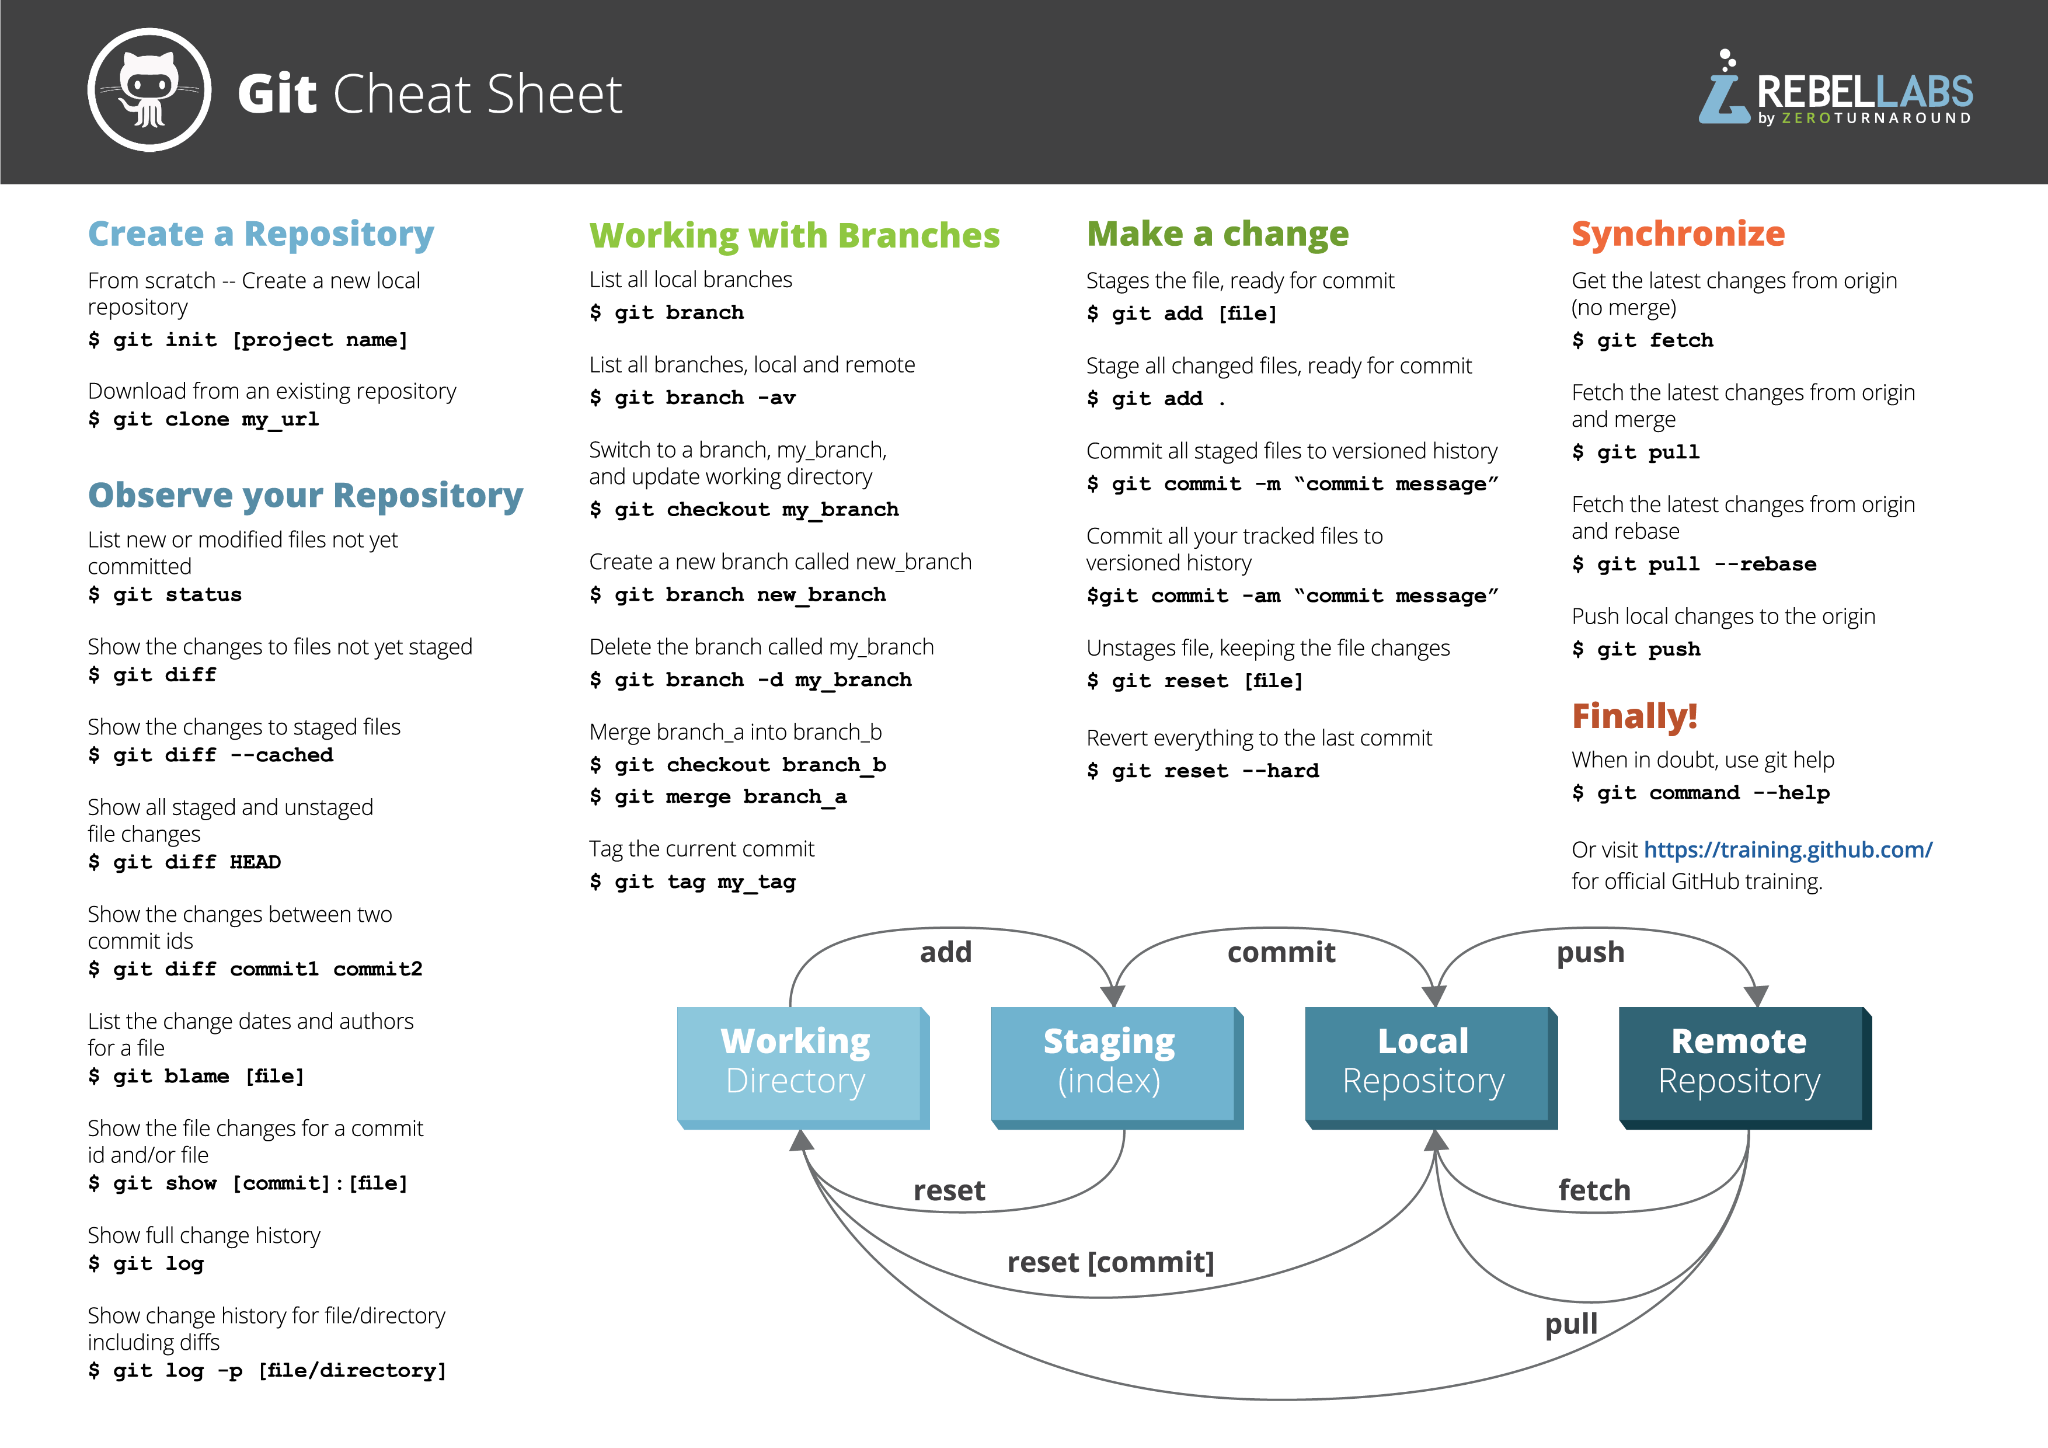 Git Cheat Sheet
REBELLABS
by ZEROTURNAROUND
Create a Repository
From scratch -- Create a new local
repository
$ git init [project name]
Download from an existing repository
$ git clone my_url
Observe your Repository
List new or modified files not yet
committed
$ git status
Show the changes to files not yet staged
$ git diff
Show the changes to staged files
$ git diff --cached
Show all staged and unstaged
file changes
$ git diff HEAD
Show the changes between two
commit ids
$ git diff commit1 commit2
List the change dates and authors
for a file
$ git blame [file]
Show the file changes for a commit
id and/or file
$ git show [commit]:[file]
Show full change history
$ git log
Show change history for file/directory
including diffs
$ git log -p [file/directory]
Working with Branches
List all local branches
$ git branch
List all branches, local and remote
$ git branch -av
Switch to a branch, my_branch,
and update working directory
$ git checkout my_branch
Create a new branch called new_branch
$ git branch new_branch
Delete the branch called my_branch
$ git branch -d my_branch
Merge branch_a into branch_b
$ git checkout branch_b
$ git merge branch_a
Tag the current commit
$ git tag my_tag
Make a change
Stages the file, ready for commit
$ git add [file]
Stage all changed files, ready for commit
$ git add .
Commit all staged files to versioned history
$ git commit -m “commit message”
Commit all your tracked files to
versioned history
$git commit -am “commit message”
Unstages file, keeping the file changes
$ git reset [file]
Revert everything to the last commit
$ git reset --hard
Synchronize
Get the latest changes from origin
(no merge)
$ git fetch
Fetch the latest changes from origin
and merge
$ git pull
Fetch the latest changes from origin
and rebase
$ git pull --rebase
Push local changes to the origin
$ git push
Finally!
When in doubt, use git help
$ git command --help
Or visit https://training.github.com/
for official GitHub training.
add
commit
push
Working
Directory
Staging
(index)
Local
Repository
Remote
Repository
reset
fetch
reset [commit]
pull